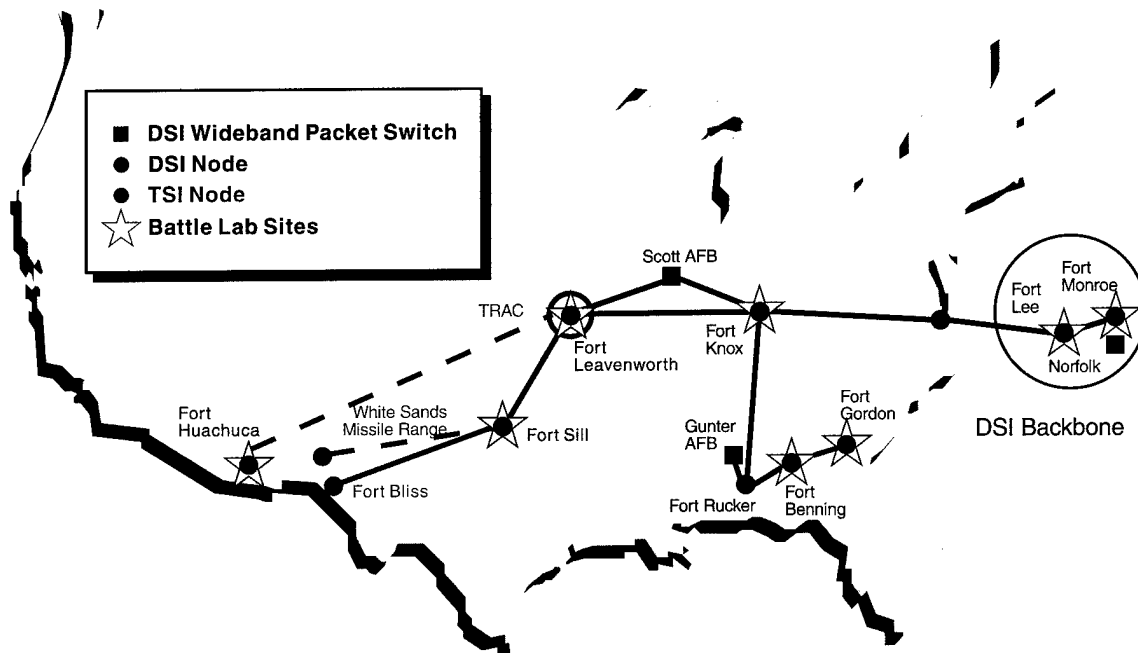 DSI Wideband Packet Switch
DSI Node
TSI Node
Battle Lab Sites
Scott AFB
Fort
Monroe
Fort
Lee
TRAC
Fort
Knox
Fort
Leavenworth
Norfolk
Fort
Huachuca
White Sands
Missile Range
Fort Sill
Fort
Gordon
Gunter
AFB
DSI Backbone
Fort Bliss
Fort Rucker
Fort
Benning